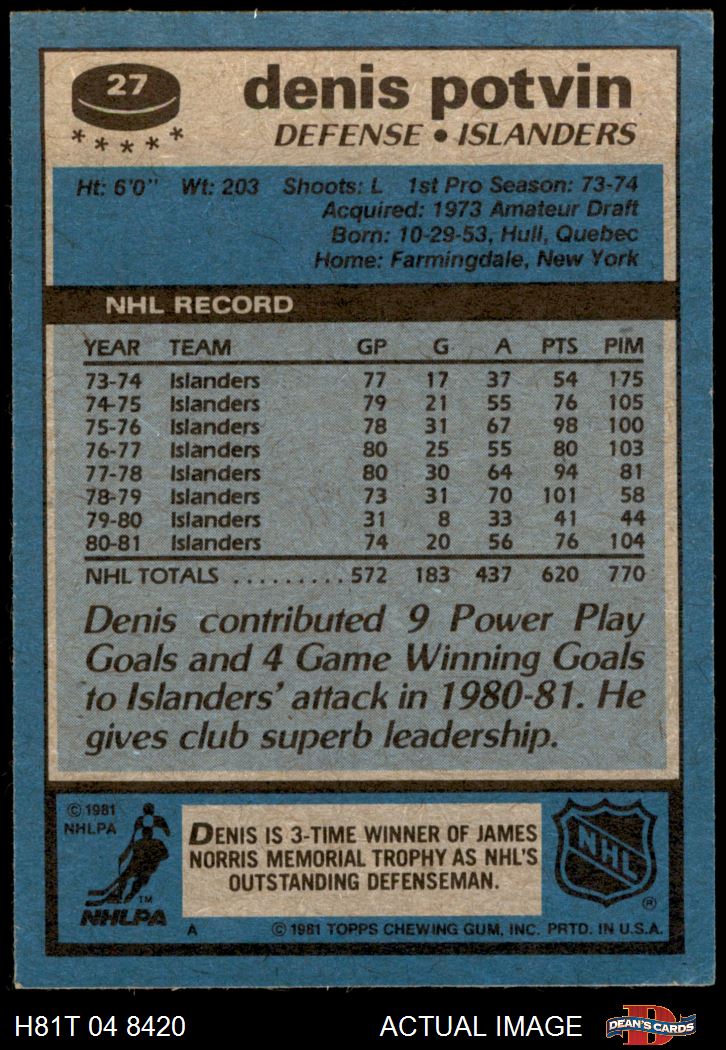 27
denis potvin
DEFENSE • ISLANDERS
Ht: 6'0" Wt: 203 Shoots: L 1st Pro Season: 73-74
Acquired: 1973 Amateur Draft
Born: 10-29-53, Hull, Quebec
Home: Farmingdale, New York
NHL RECORD
YEAR TEAM GP G A PTS PIM
73-74 Islanders 77 17 37 54 175
74-75 Islanders 79 21 55 76 105
75-76 Islanders 78 31 67 98 100
76-77 Islanders 80 25 55 80 103
77-78 Islanders 80 30 64 94 81
78-79 Islanders 73 31 70 101 58
79-80 Islanders 31 8 33 41 44
80-81 Islanders 74 20 56 76 104
NHL TOTALS ......... 572 183 437 620 770
Denis contributed 9 Power Play
Goals and 4 Game Winning Goals
to Islanders' attack in 1980-81. He
gives club superb leadership.
© 1981
NHLPA
TM
NHLPA
DENIS IS 3-TIME WINNER OF JAMES
NORRIS MEMORIAL TROPHY AS NHL'S
OUTSTANDING DEFENSEMAN.
NHL
®
A © 1981 TOPPS CHEWING GUM, INC. PRTD. IN U.S.A.
H81T 04 8420 ACTUAL IMAGE
D
DEAN'S CARDS